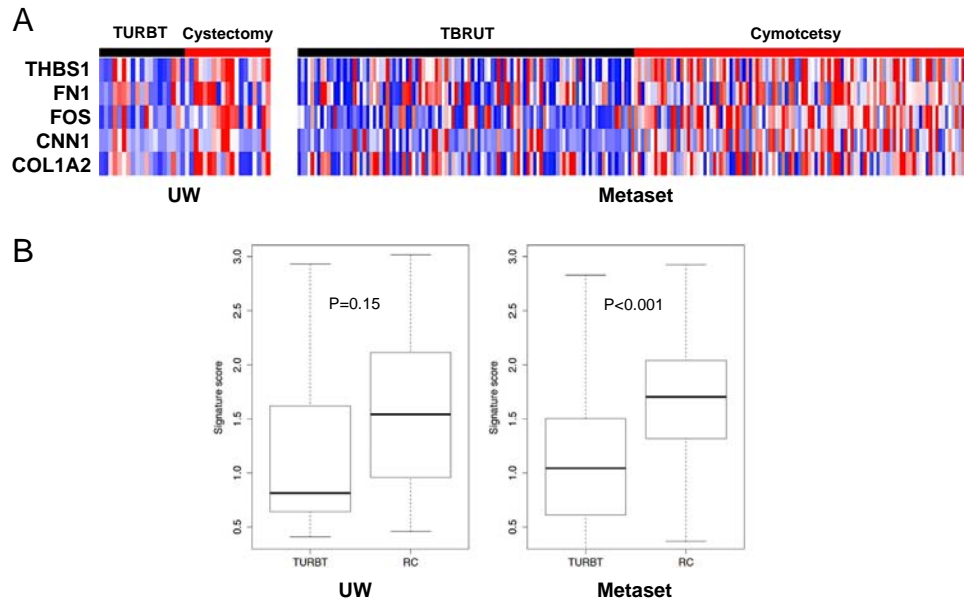 A
TURBT Cystectomy TBRUT Cymotcetsy
THBS1
FN1
FOS
CNN1
COL1A2
UW Metaset
B
3.0 2.5 2.0 1.5 1.0 0.5
Signature score
P=0.15
TURBT RC
UW
3.0 2.5 2.0 1.5 1.0 0.5
Signature score
P<0.001
TURBT RC
Metaset